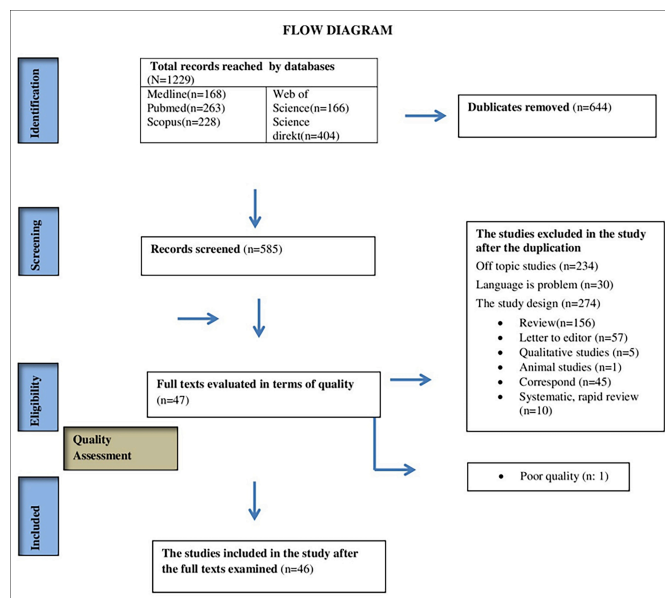 FLOW DIAGRAM
Identification
Total records reached by databases
(N=1229)
Medline(n=168)
Pubmed(n=263)
Scopus(n=228)
Web of
Science(n=166)
Science
direkt(n=404)
Dublicates removed (n=644)
Screening
Records screened (n=585)
The studies excluded in the study
after the duplication
Off topic studies (n=234)
Language is problem (n=30)
The study design (n=274)
• Review(n=156)
• Letter to editor (n=57)
• Qualitative studies (n=5)
• Animal studies (n=1)
• Correspond (n=45)
• Systematic, rapid review
(n=10)
Eligibility
Full texts evaluated in terms of quality
(n=47)
Quality
Assessment
• Poor quality (n: 1)
Included
The studies included in the study after
the full texts examined (n=46)